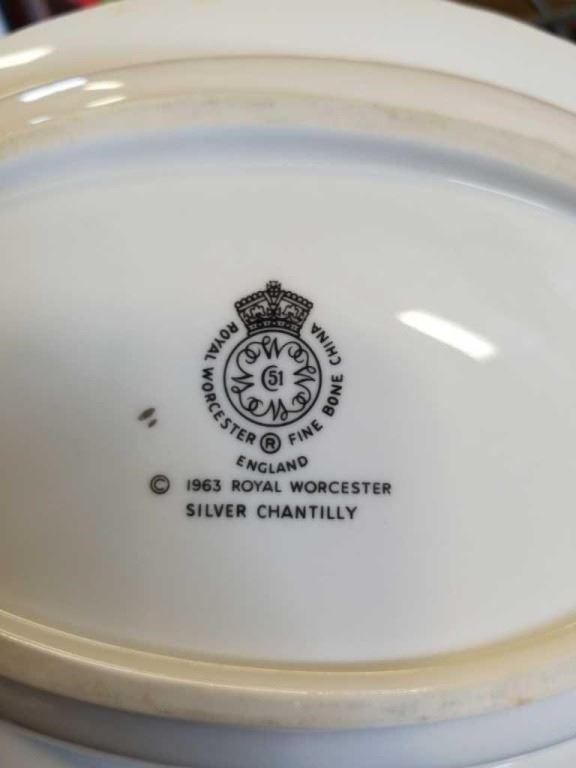 ROYAL WORCESTER ® FINE BONE CHINA
51
ENGLAND
© 1963 ROYAL WORCESTER
SILVER CHANTILLY